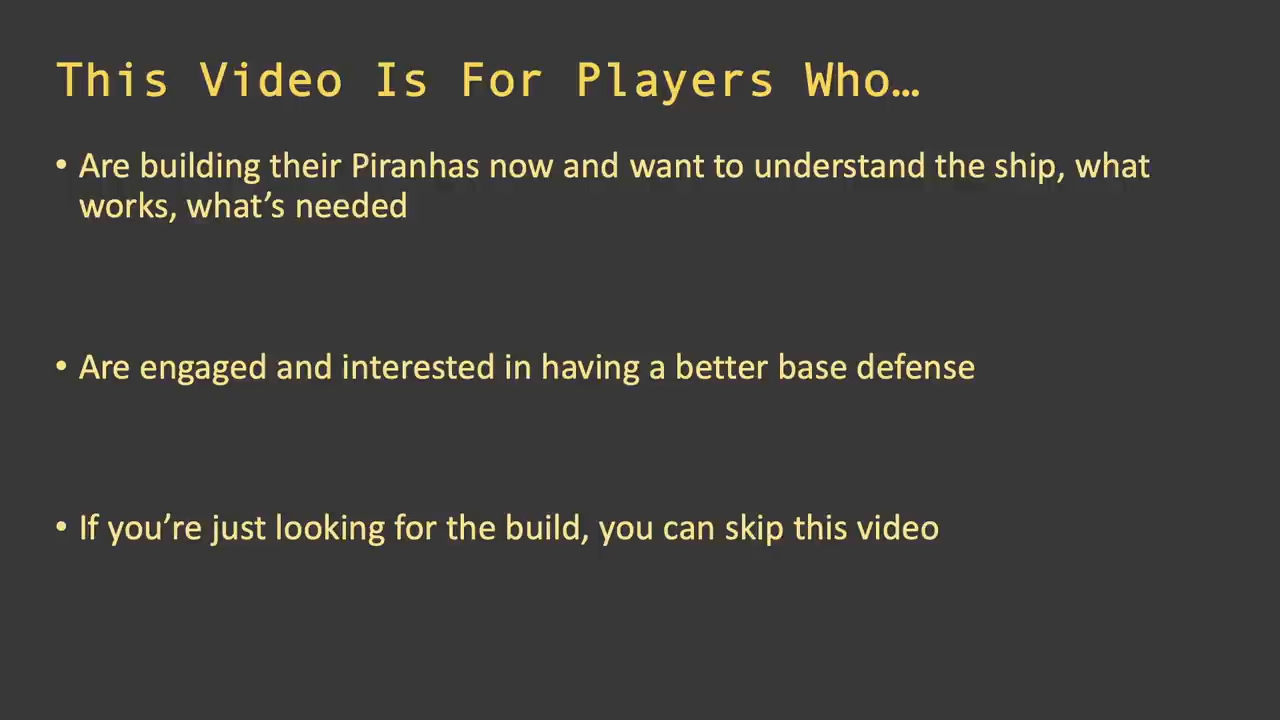 This Video Is For Players Who…
• Are building their Piranhas now and want to understand the ship, what
works, what’s needed
• Are engaged and interested in having a better base defense
• If you’re just looking for the build, you can skip this video